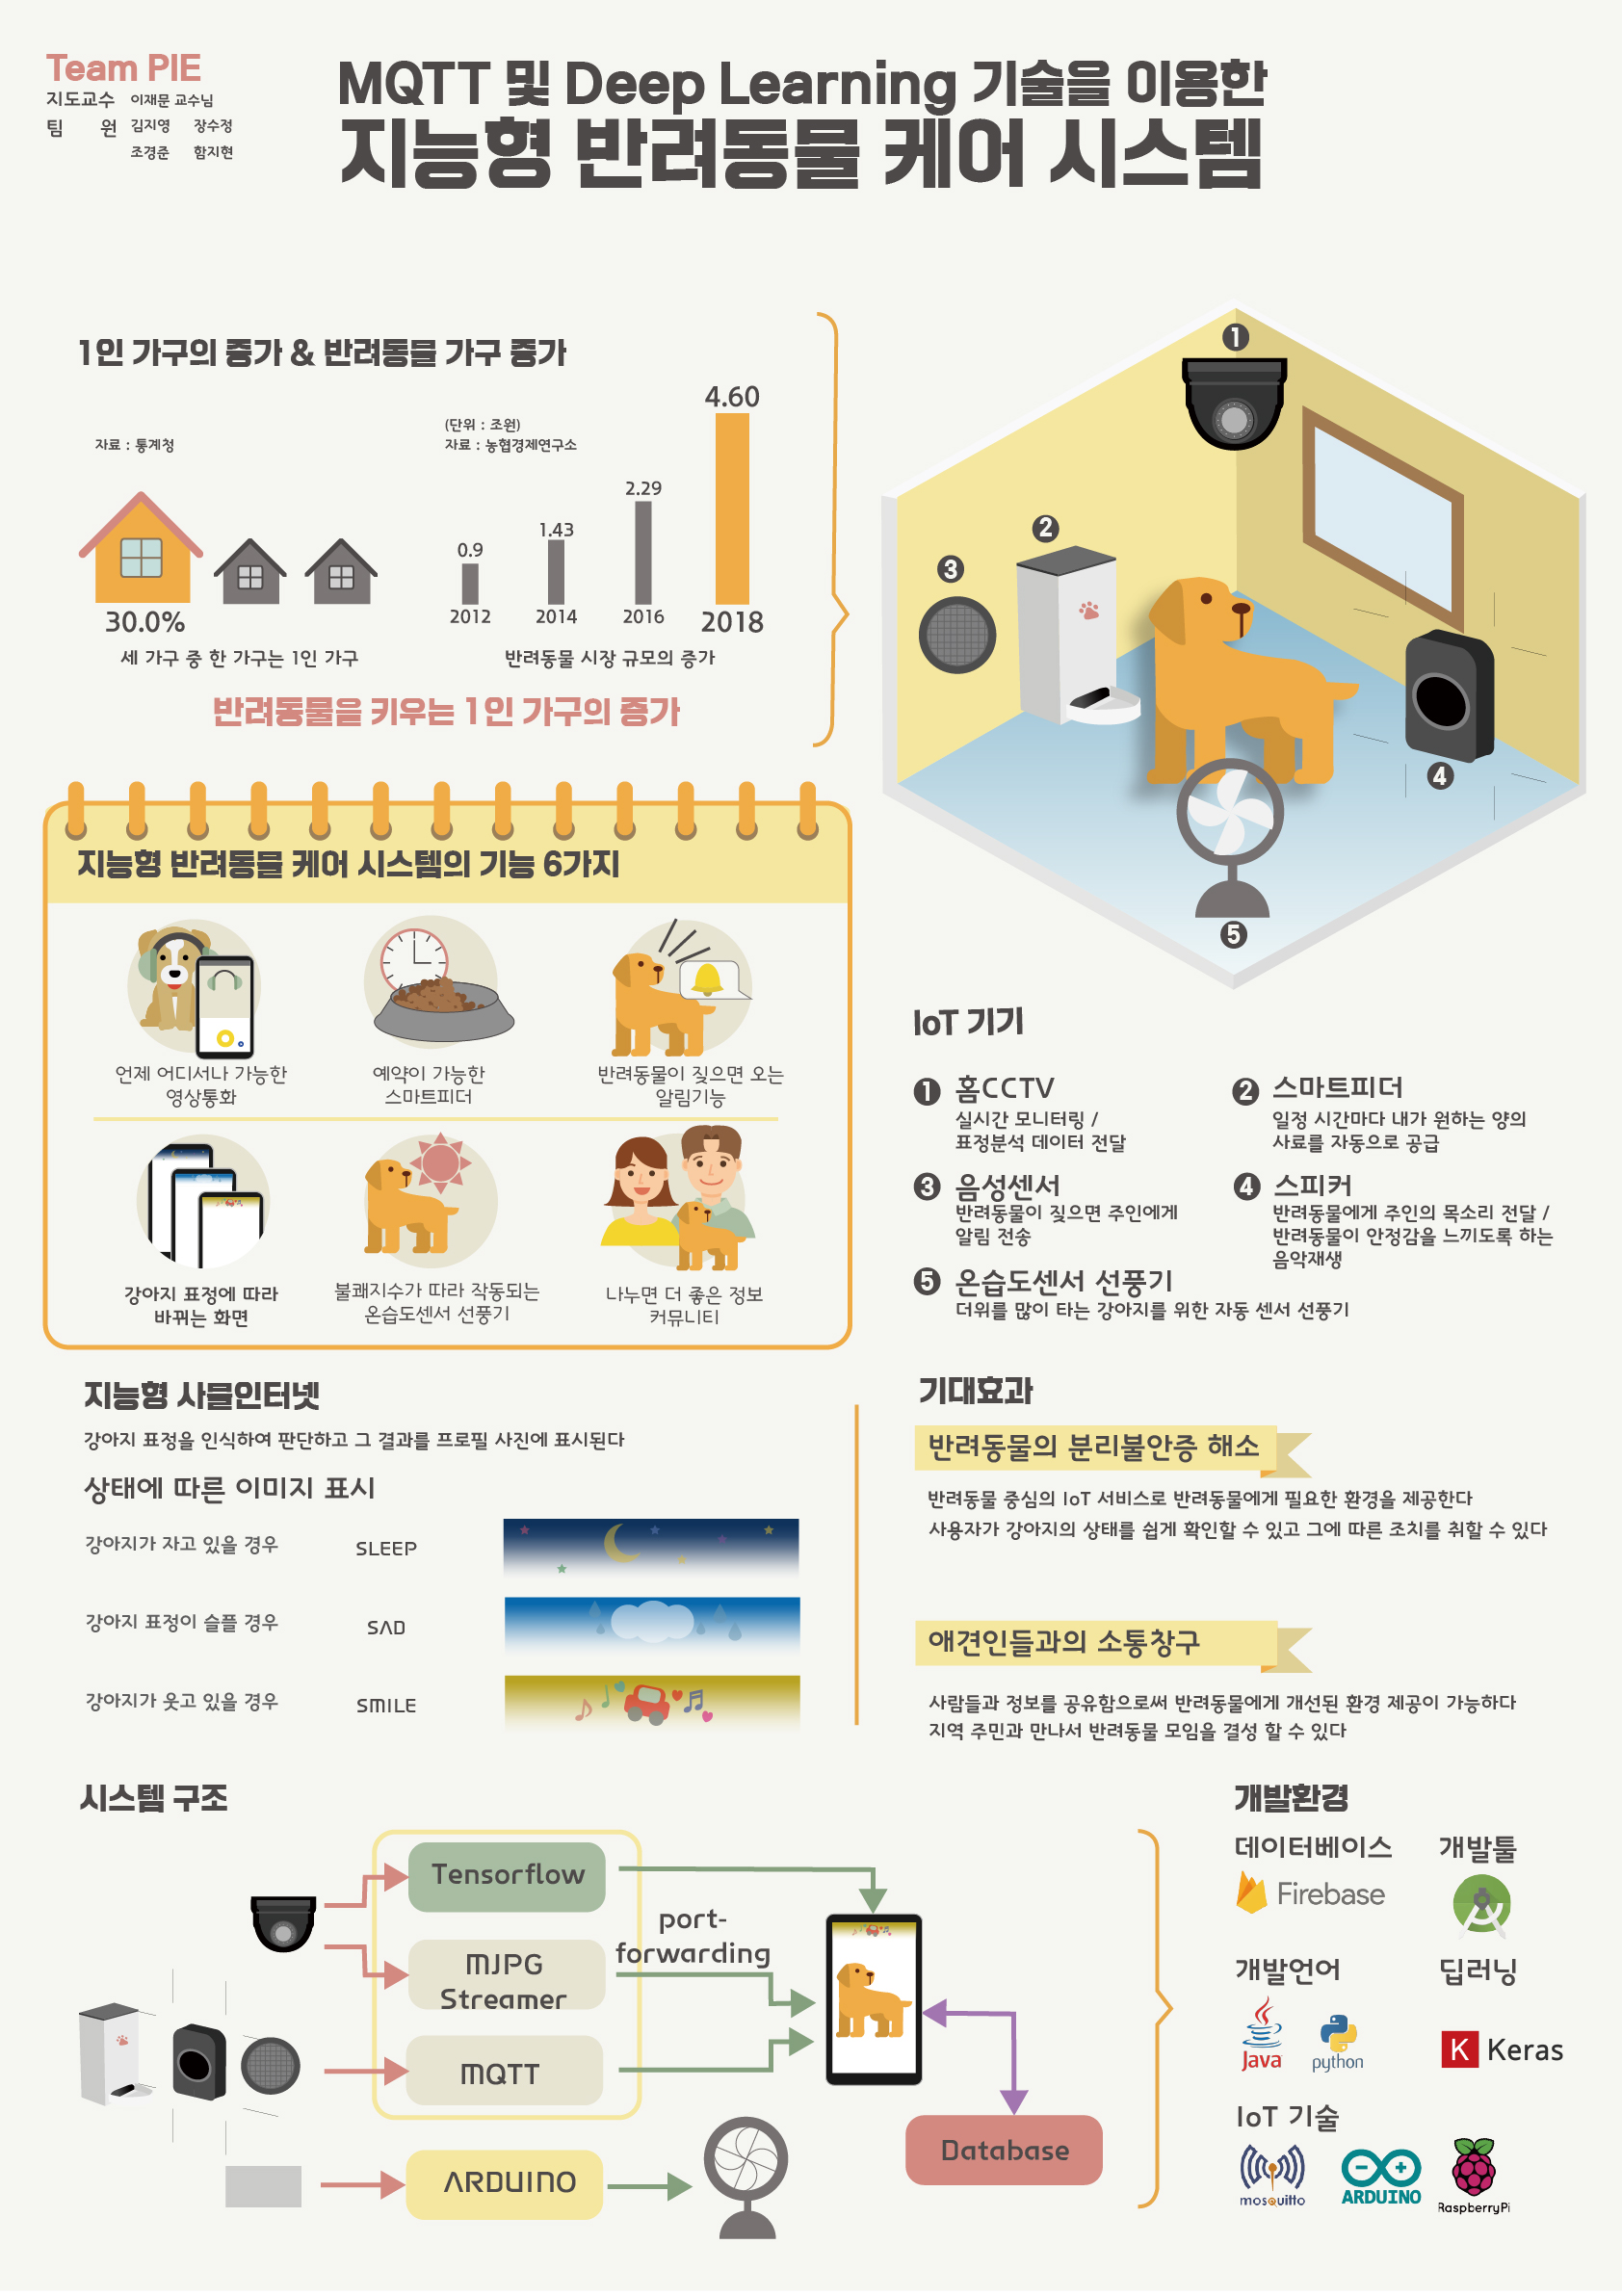 Team PIE
지도교수 이재문 교수님
팀 원 김지영 장수정
조경준 함지현
MQTT 및 Deep Learning 기술을 이용한
지능형 반려동물 케어 시스템
1인 가구의 증가 & 반려동물 가구 증가
자료 : 통계청
30.0%
세 가구 중 한 가구는 1인 가구
(단위 : 조원)
자료 : 농협경제연구소
0.9
1.43
2.29
4.60
2012
2014
2016
2018
반려동물 시장 규모의 증가
반려동물을 키우는 1인 가구의 증가
1
2
3
4
5
지능형 반려동물 케어 시스템의 기능 6가지
언제 어디서나 가능한
영상통화
예약이 가능한
스마트피더
반려동물이 짖으면 오는
알림기능
강아지 표정에 따라
바뀌는 화면
불쾌지수가 따라 작동되는
온습도센서 선풍기
나누면 더 좋은 정보
커뮤니티
IoT 기기
1 홈CCTV
실시간 모니터링 /
표정분석 데이터 전달
2 스마트피더
일정 시간마다 내가 원하는 양의
사료를 자동으로 공급
3 음성센서
반려동물이 짖으면 주인에게
알림 전송
4 스피커
반려동물에게 주인의 목소리 전달 /
반려동물이 안정감을 느끼도록 하는
음악재생
5 온습도센서 선풍기
더위를 많이 타는 강아지를 위한 자동 센서 선풍기
지능형 사물인터넷
강아지 표정을 인식하여 판단하고 그 결과를 프로필 사진에 표시된다
상태에 따른 이미지 표시
강아지가 자고 있을 경우 SLEEP
강아지 표정이 슬플 경우 SAD
강아지가 웃고 있을 경우 SMILE
기대효과
반려동물의 분리불안증 해소
반려동물 중심의 IoT 서비스로 반려동물에게 필요한 환경을 제공한다
사용자가 강아지의 상태를 쉽게 확인할 수 있고 그에 따른 조치를 취할 수 있다
애견인들과의 소통창구
사람들과 정보를 공유함으로써 반려동물에게 개선된 환경 제공이 가능하다
지역 주민과 만나서 반려동물 모임을 결성 할 수 있다
시스템 구조
Tensorflow
MJPG
Streamer
MQTT
ARDUINO
port-
forwarding
Database
개발환경
데이터베이스
Firebase
개발툴
개발언어
Java
python
딥러닝
K Keras
IoT 기술
mosquitto
ARDUINO
RaspberryPi